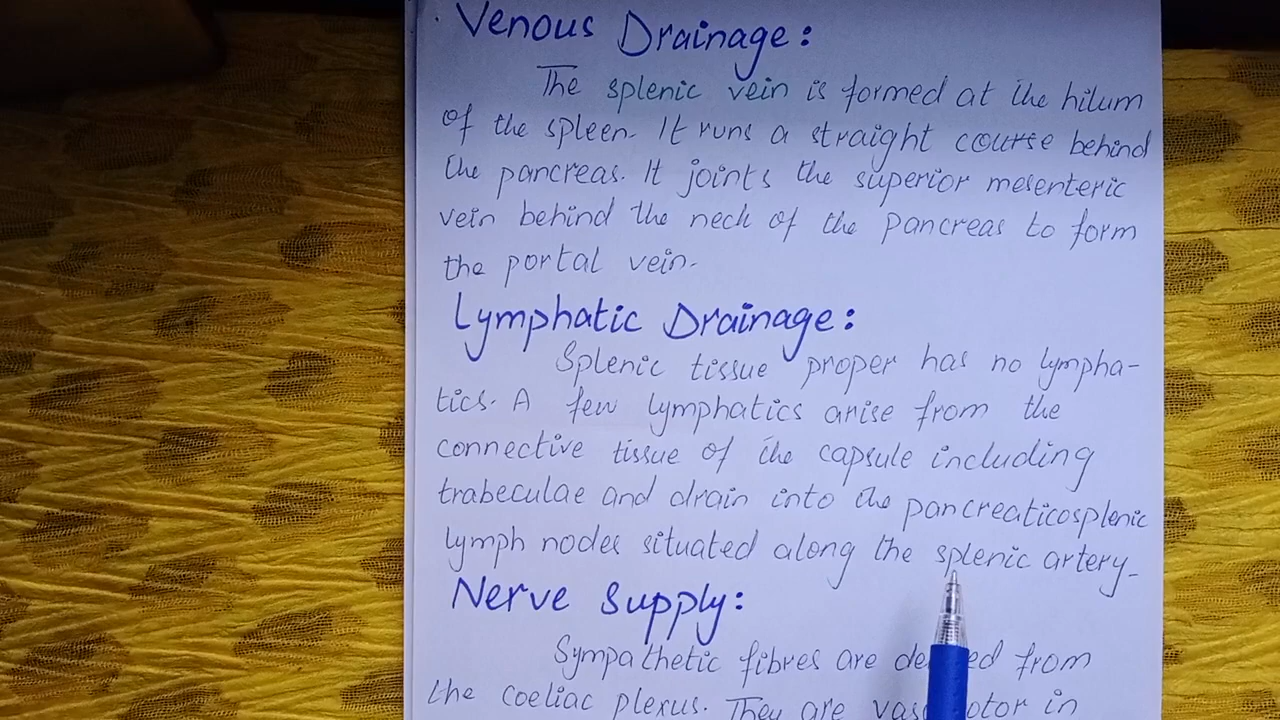 Venous Drainage:
The splenic vein is formed at the hilum
of the spleen. It runs a straight course behind
the pancreas. It joints the superior mesenteric
vein behind the neck of the pancreas to form
the portal vein.
Lymphatic Drainage:
Splenic tissue proper has no lympha-
tics. A few lymphatics arise from the
connective tissue of the capsule including
trabeculae and drain into the pancreaticosplenic
lymph nodes situated along the splenic artery.
Nerve Supply:
Sympathetic fibres are from
the coeliac plexus. They are in